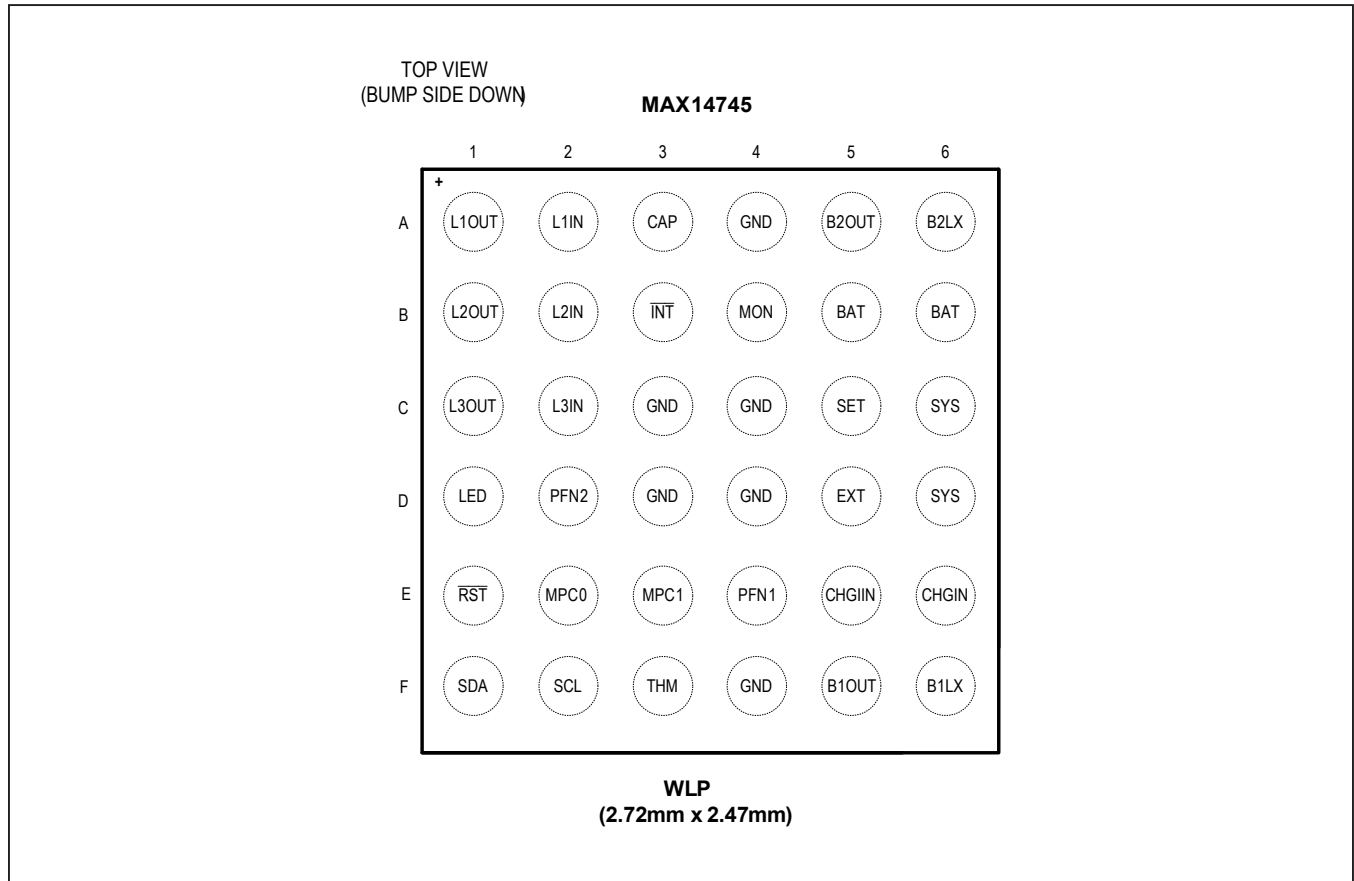 TOP VIEW
(BUMP SIDE DOWN)
MAX14745
1 2 3 4 5 6
+
A L1OUT L1IN CAP GND B2OUT B2LX
B L2OUT L2IN INT MON BAT BAT
C L3OUT L3IN GND GND SET SYS
D LED PFN2 GND GND EXT SYS
E RST MPC0 MPC1 PFN1 CHGIIN CHGIN
F SDA SCL THM GND B1OUT B1LX
WLP
(2.72mm x 2.47mm)